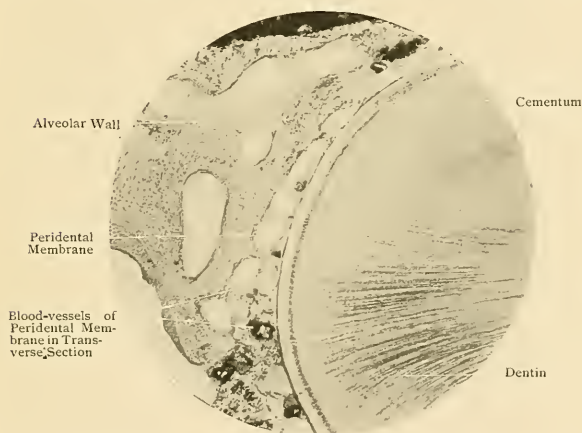 Cementum
Alveolar Wall
Peridental
Membrane
Blood-vessels of
Peridental Mem-
brane in Trans-
verse Section
Dentin